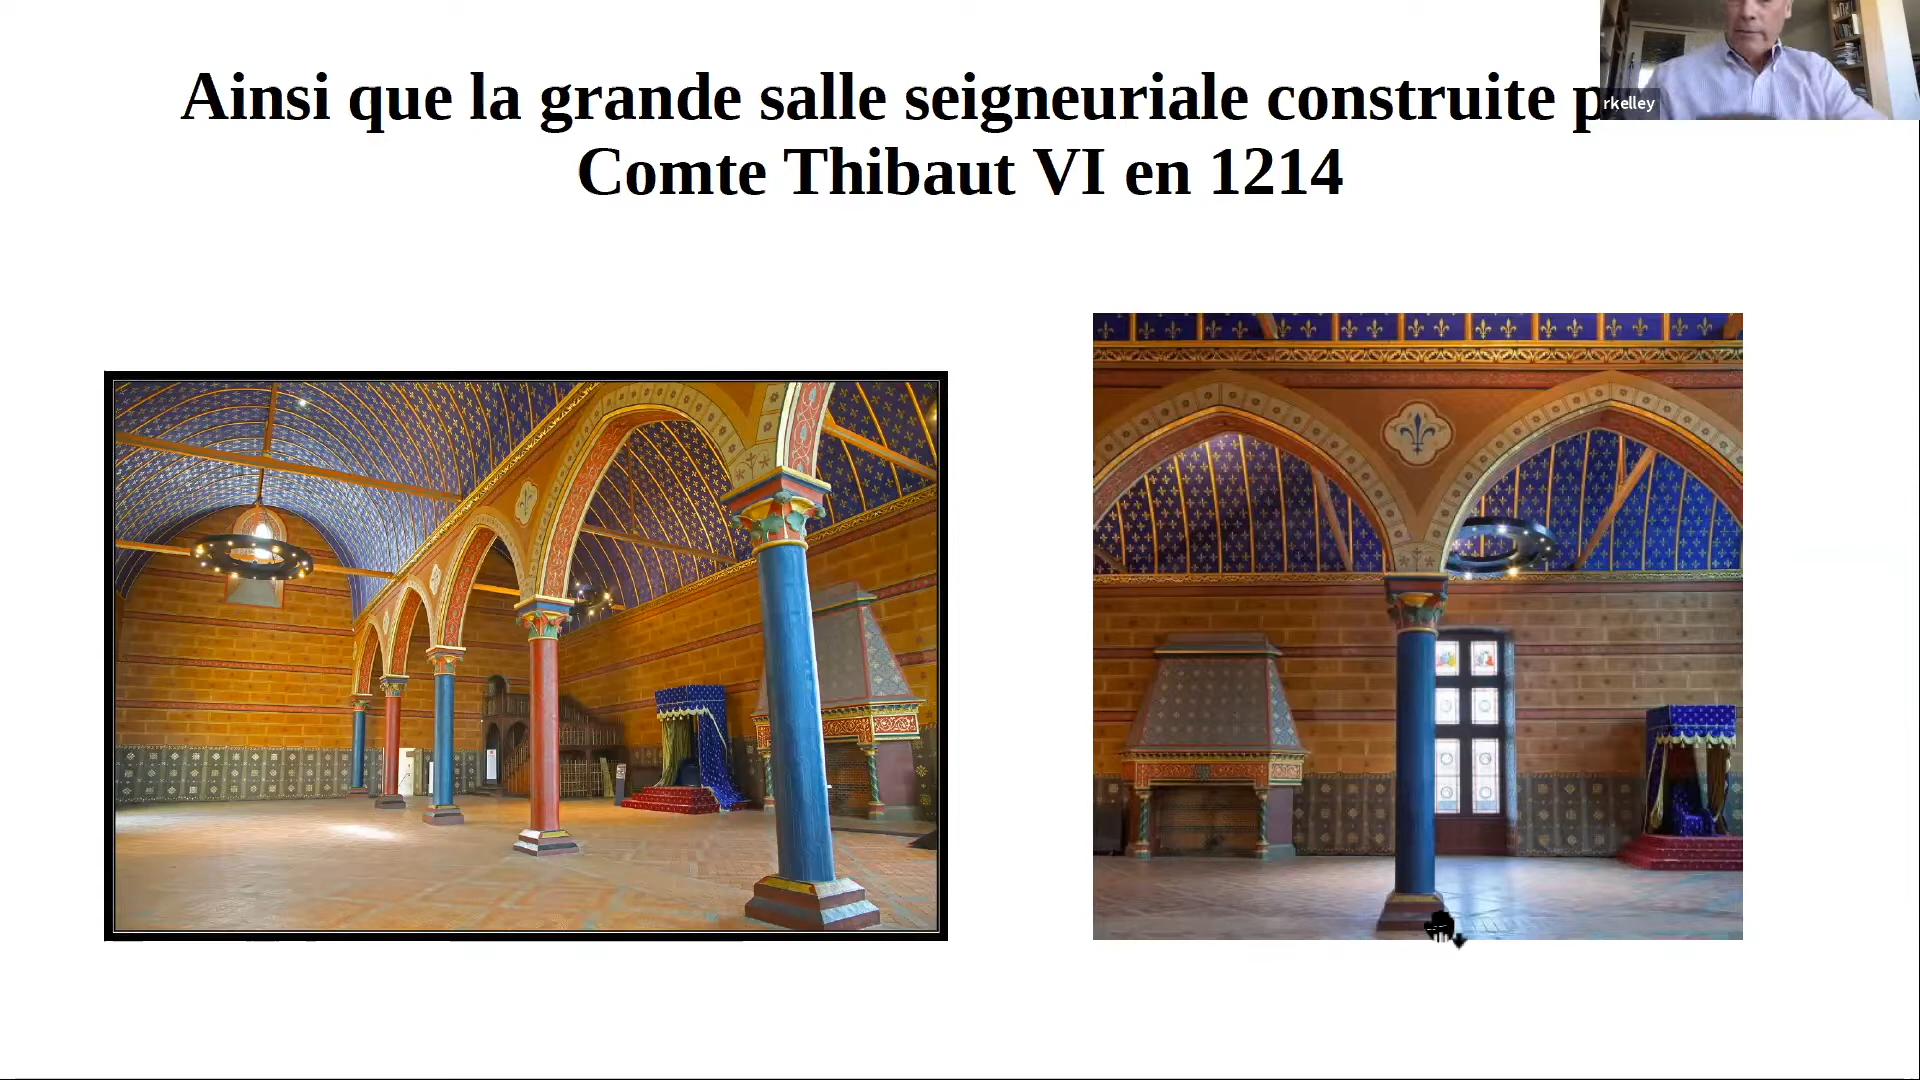 Ainsi que la grande salle seigneuriale construite
Comte Thibaut VI en 1214
rkelley